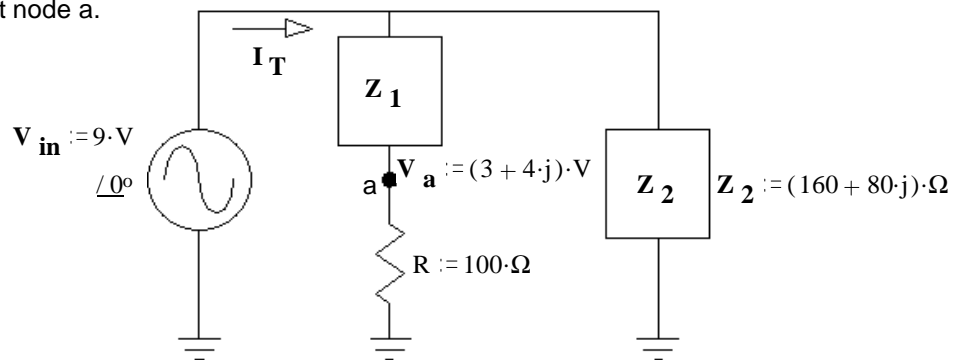 t node a.
I T
Z 1
V in := 9·V
/ 0º
a
V a := (3 + 4·j)·V
Z 2
Z 2 := (160 + 80·j)·Ω
R := 100·Ω